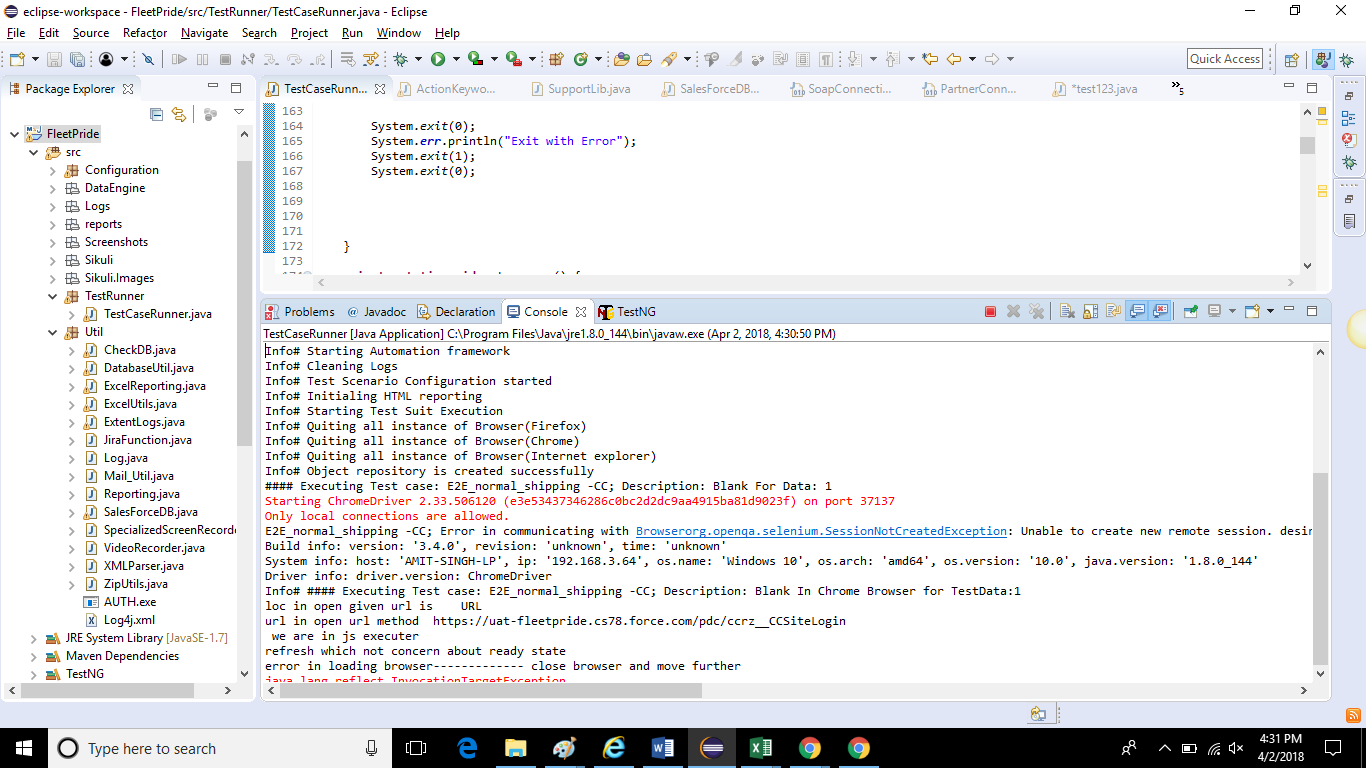 eclipse-workspace - FleetPride/src/TestRunner/TestCaseRunner.java - Eclipse
File Edit Source Refactor Navigate Search Project Run Window Help
Quick Access
Package Explorer
FleetPride
src
Configuration
DataEngine
Logs
reports
Screenshots
Sikuli
Sikuli.Images
TestRunner
TestCaseRunner.java
Util
CheckDB.java
DatabaseUtil.java
ExcelReporting.java
ExcelUtils.java
ExtentLogs.java
JiraFunction.java
Log.java
Mail_Util.java
Reporting.java
SalesForceDB.java
SpecializedScreenRecorde
VideoRecorder.java
XMLParser.java
ZipUtils.java
AUTH.exe
Log4j.xml
JRE System Library [JavaSE-1.7]
Maven Dependencies
TestNG
TestCaseRunn... ActionKeywo... SupportLib.java SalesForceDB... SoapConnecti... PartnerConn... *test123.java »5
163
164 System.exit(0);
165 System.err.println("Exit with Error");
166 System.exit(1);
167 System.exit(0);
168
169
170
171
172 }
173
Problems @ Javadoc Declaration Console TestNG
TestCaseRunner [Java Application] C:\Program Files\Java\jre1.8.0_144\bin\javaw.exe (Apr 2, 2018, 4:30:50 PM)
Info# Starting Automation framework
Info# Cleaning Logs
Info# Test Scenario Configuration started
Info# Initialing HTML reporting
Info# Starting Test Suit Execution
Info# Quiting all instance of Browser(Firefox)
Info# Quiting all instance of Browser(Chrome)
Info# Quiting all instance of Browser(Internet explorer)
Info# Object repository is created successfully
#### Executing Test case: E2E_normal_shipping -CC; Description: Blank For Data: 1
Starting ChromeDriver 2.33.506120 (e3e53437346286c0bc2d2dc9aa4915ba81d9023f) on port 37137
Only local connections are allowed.
E2E_normal_shipping -CC; Error in communicating with Browserorg.openqa.selenium.SessionNotCreatedException: Unable to create new remote session. desir
Build info: version: '3.4.0', revision: 'unknown', time: 'unknown'
System info: host: 'AMIT-SINGH-LP', ip: '192.168.3.64', os.name: 'Windows 10', os.arch: 'amd64', os.version: '10.0', java.version: '1.8.0_144'
Driver info: driver.version: ChromeDriver
Info# #### Executing Test case: E2E_normal_shipping -CC; Description: Blank In Chrome Browser for TestData:1
loc in open given url is URL
url in open url method https://uat-fleetpride.cs78.force.com/pdc/ccrz__CCSiteLogin
we are in js executer
refresh which not concern about ready state
error in loading browser------------- close browser and move further
java.lang.reflect.InvocationTargetException
Type here to search
4:31 PM
4/2/2018